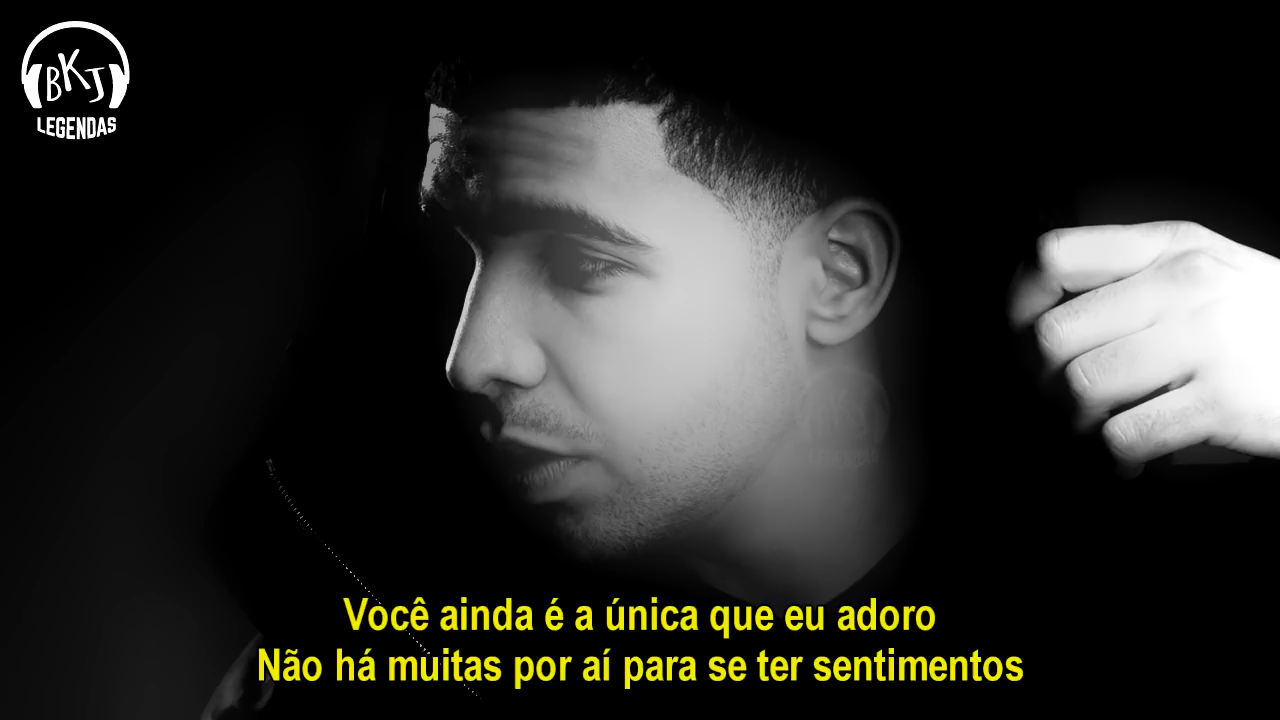 BKJ
LEGENDAS
Você ainda é a única que eu adoro
Não há muitas por aí para se ter sentimentos